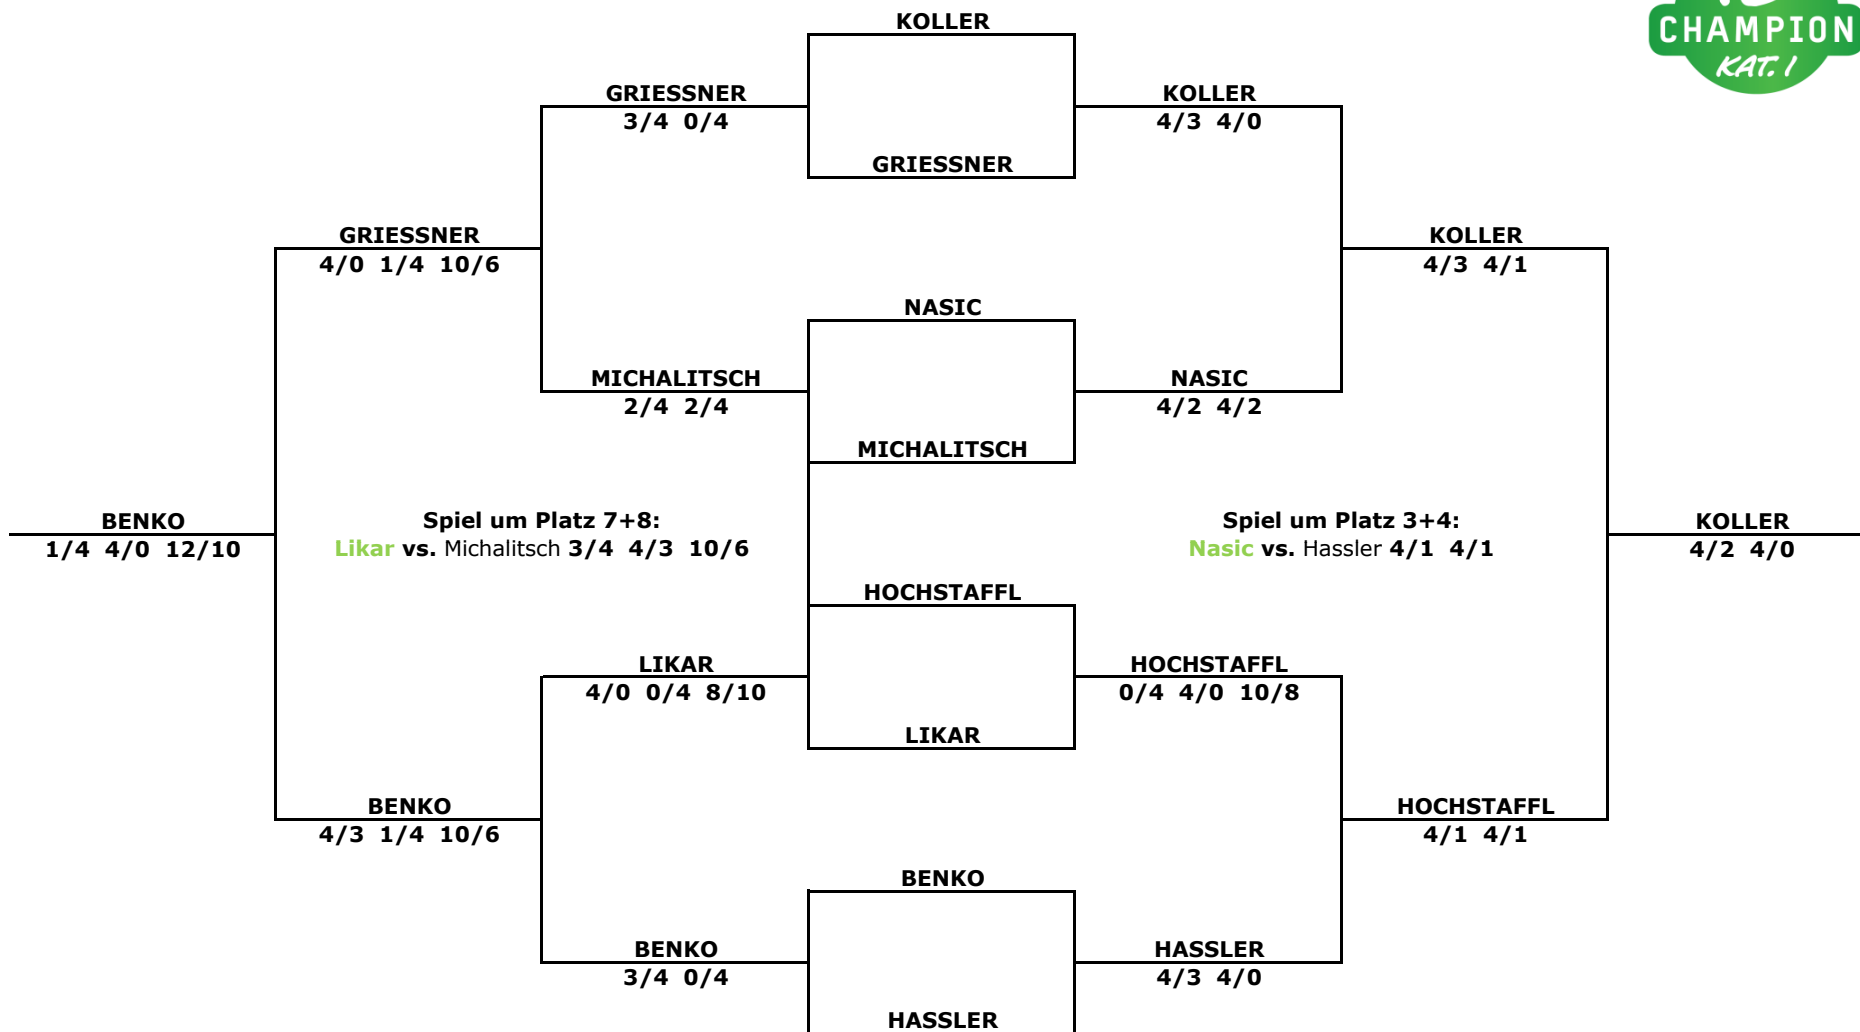 KOLLER
CHAMPION
KAT. I
GRIESSNER
3/4 0/4
KOLLER
4/3 4/0
GRIESSNER
GRIESSNER
4/0 1/4 10/6
KOLLER
4/3 4/1
NASIC
MICHALITSCH
2/4 2/4
NASIC
4/2 4/2
MICHALITSCH
BENKO
1/4 4/0 12/10
Spiel um Platz 7+8:
Likar vs. Michalitsch 3/4 4/3 10/6
Spiel um Platz 3+4:
Nasic vs. Hassler 4/1 4/1
KOLLER
4/2 4/0
HOCHSTAFFL
LIKAR
4/0 0/4 8/10
HOCHSTAFFL
0/4 4/0 10/8
LIKAR
BENKO
4/3 1/4 10/6
HOCHSTAFFL
4/1 4/1
BENKO
BENKO
3/4 0/4
HASSLER
4/3 4/0
HASSLER